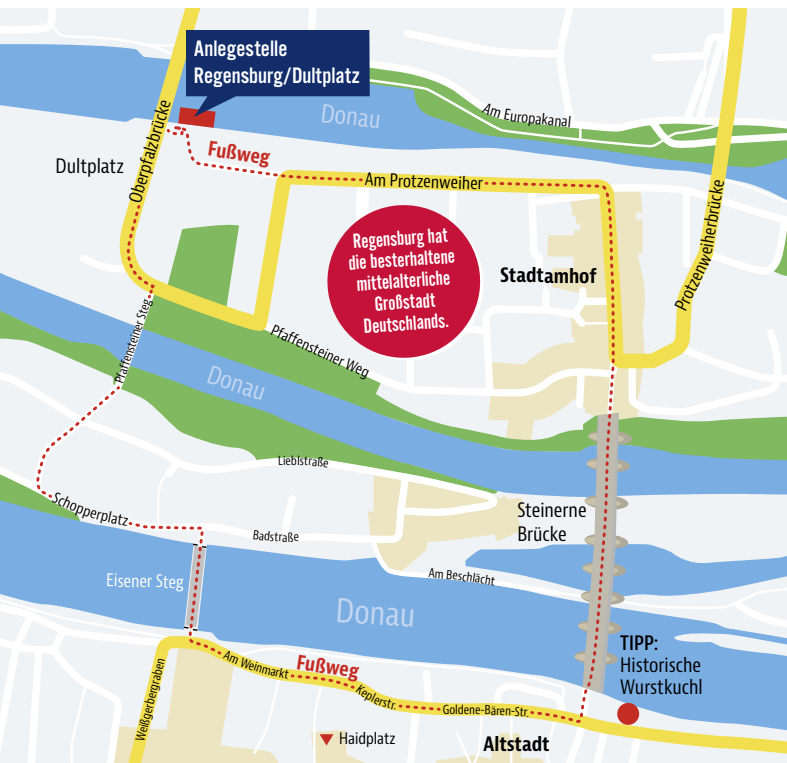 Anlegestelle
Regensburg/Dultplatz
Donau
Am Europakanal
Oberpfalzbrücke
Dultplatz
Fußweg
Am Protzenweiher
Regensburg hat
die besterhaltene
mittelalterliche
Großstadt
Deutschlands.
Stadtamhof
Protzenweiherbrücke
Pfaffensteiner Steg
Pfaffensteiner Weg
Donau
Lieblstraße
Schopperplatz
Badstraße
Steinerne
Brücke
Am Beschlächt
Eisener Steg
Donau
TIPP:
Historische
Wurstkuchl
Weißgerbergraben
Am Weinmarkt
Fußweg
Keplerstr.
Goldene-Bären-Str.
Haidplatz
Altstadt